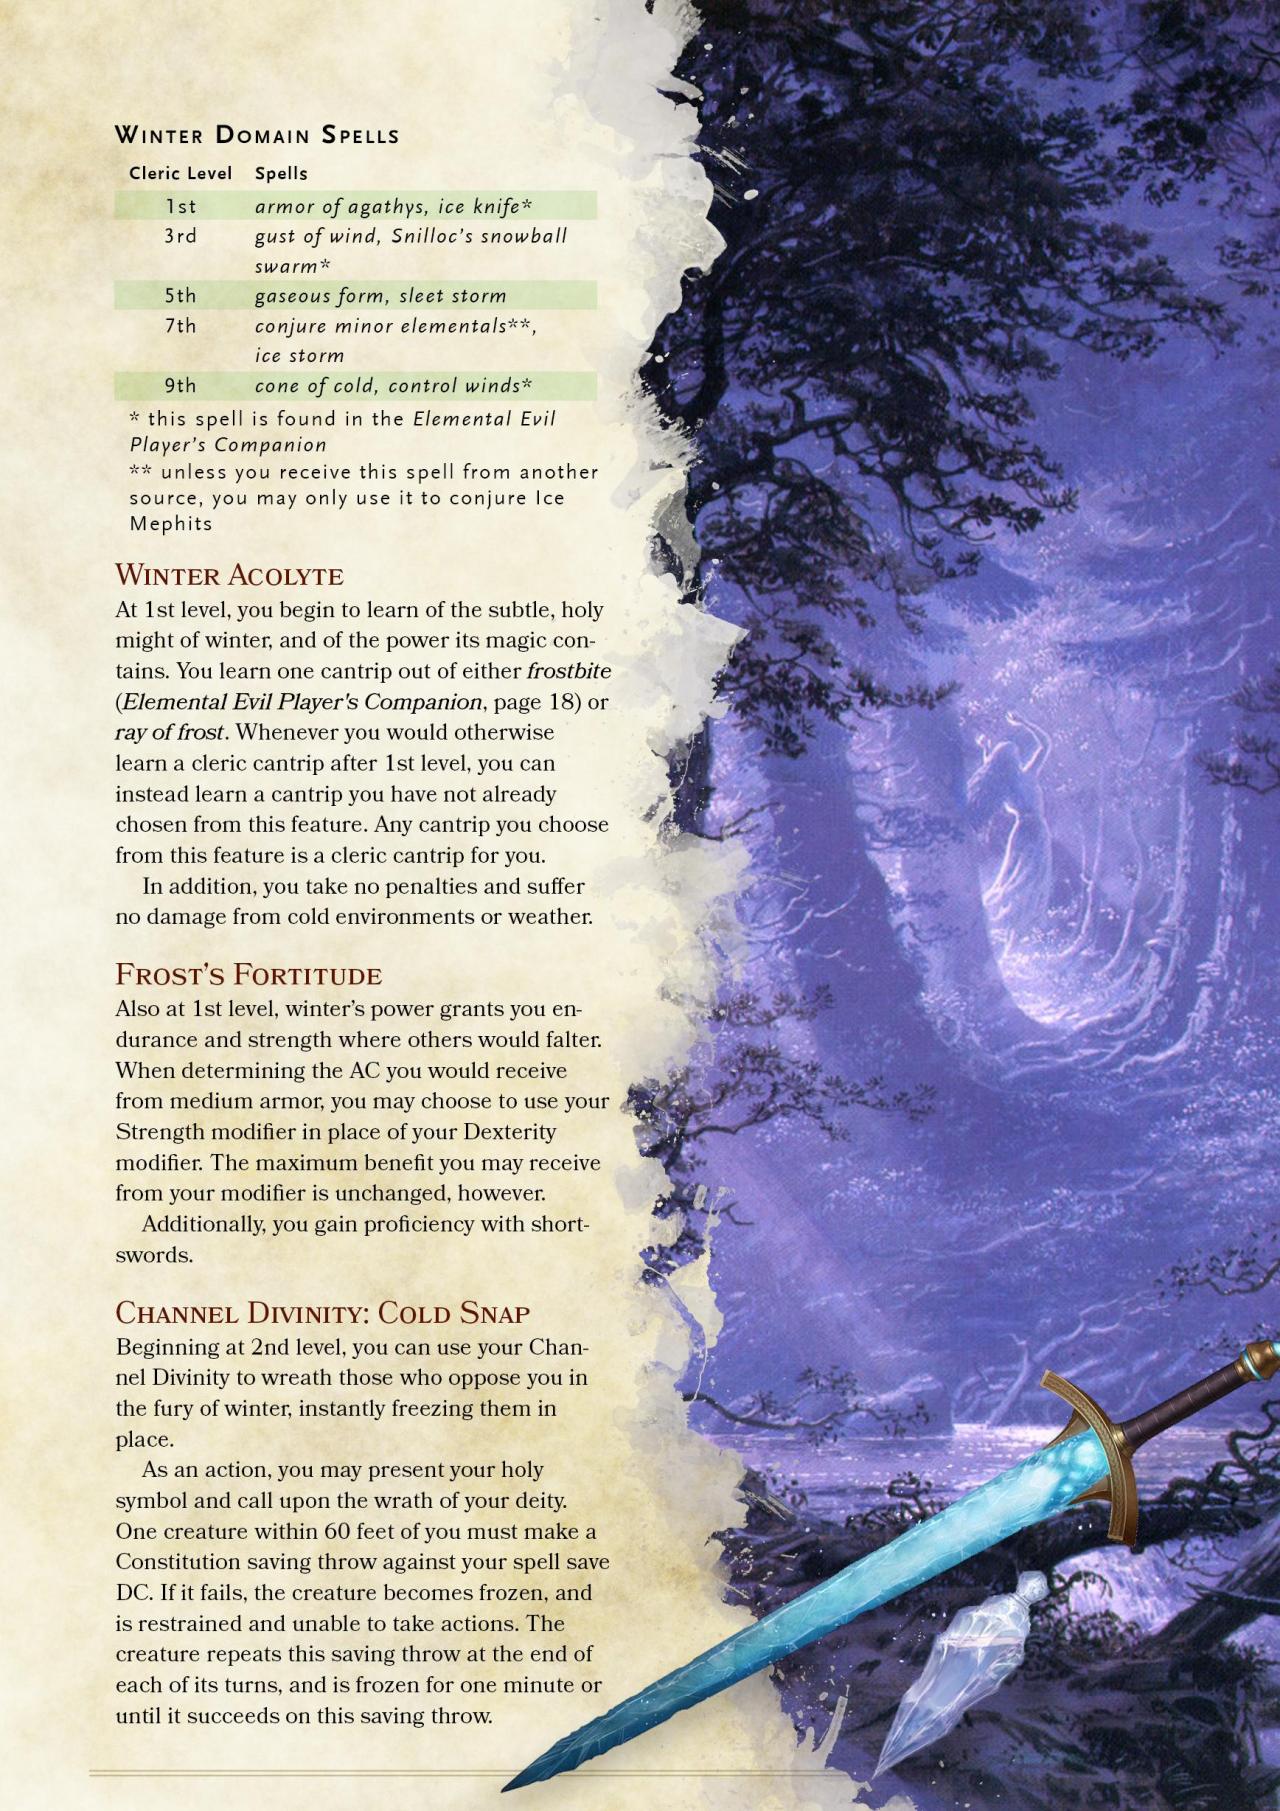 Winter Domain Spells
Cleric Level Spells
1st armor of agathys, ice knife*
3rd gust of wind, Snilloc's snowball
swarm*
5th gaseous form, sleet storm
7th conjure minor elementals**,
ice storm
9th cone of cold, control winds*
* this spell is found in the Elemental Evil
Player's Companion
** unless you receive this spell from another
source, you may only use it to conjure Ice
Mephits
Winter Acolyte
At 1st level, you begin to learn of the subtle, holy
might of winter, and of the power its magic con-
tains. You learn one cantrip out of either frostbite
(Elemental Evil Player's Companion, page 18) or
ray of frost. Whenever you would otherwise
learn a cleric cantrip after 1st level, you can
instead learn a cantrip you have not already
chosen from this feature. Any cantrip you choose
from this feature is a cleric cantrip for you.
In addition, you take no penalties and suffer
no damage from cold environments or weather.
Frost's Fortitude
Also at 1st level, winter's power grants you en-
durance and strength where others would falter.
When determining the AC you would receive
from medium armor, you may choose to use your
Strength modifier in place of your Dexterity
modifier. The maximum benefit you may receive
from your modifier is unchanged, however.
Additionally, you gain proficiency with short-
swords.
Channel Divinity: Cold Snap
Beginning at 2nd level, you can use your Chan-
nel Divinity to wreath those who oppose you in
the fury of winter, instantly freezing them in
place.
As an action, you may present your holy
symbol and call upon the wrath of your deity.
One creature within 60 feet of you must make a
Constitution saving throw against your spell save
DC. If it fails, the creature becomes frozen, and
is restrained and unable to take actions. The
creature repeats this saving throw at the end of
each of its turns, and is frozen for one minute or
until it succeeds on this saving throw.